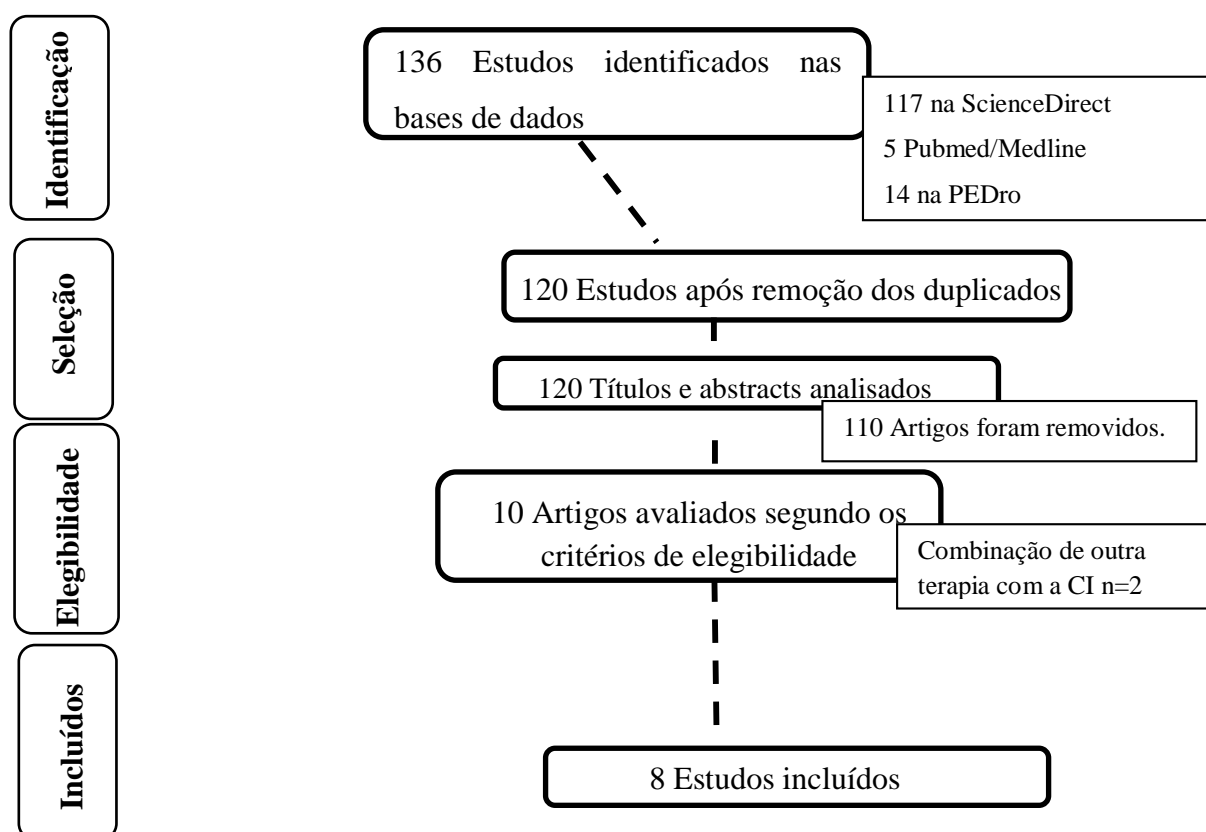 Identificação
136 Estudos identificados nas
bases de dados
117 na ScienceDirect
5 Pubmed/Medline
14 na PEDro
Seleção
120 Estudos após remoção dos duplicados
120 Títulos e abstracts analisados
110 Artigos foram removidos.
Elegibilidade
10 Artigos avaliados segundo os
critérios de elegibilidade
Combinação de outra
terapia com a CI n=2
Incluídos
8 Estudos incluídos